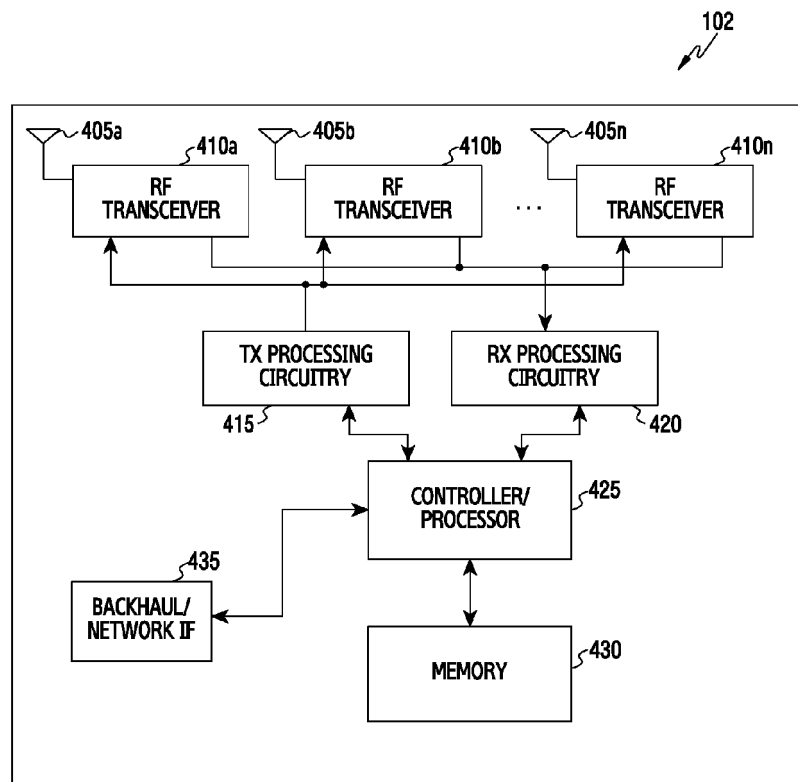 102
405a
405b
405n
410a
410b
410n
RF
TRANSCEIVER
RF
TRANSCEIVER
...
RF
TRANSCEIVER
TX PROCESSING
CIRCUITRY
RX PROCESSING
CIRCUITRY
415
420
CONTROLLER/
PROCESSOR
425
435
BACKHAUL/
NETWORK IF
MEMORY
430